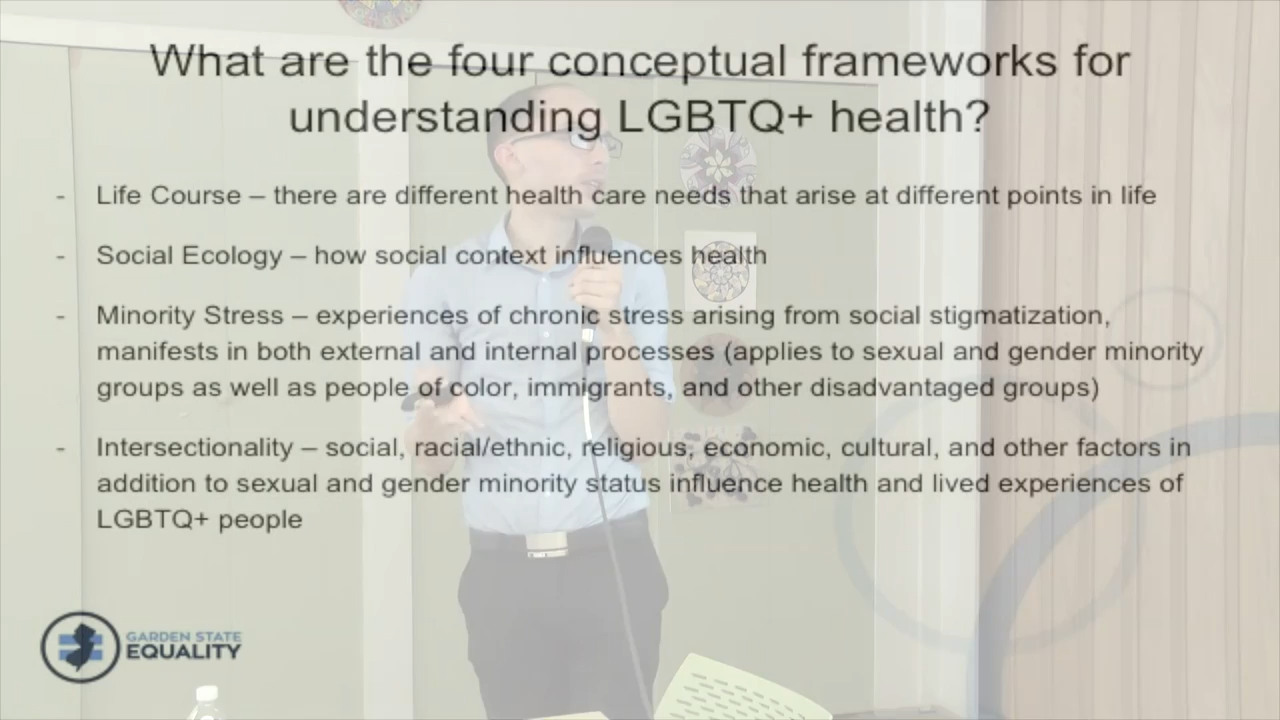 What are the four conceptual frameworks for
understanding LGBTQ+ health?
- Life Course – there are different health care needs that arise at different points in life
- Social Ecology – how social context influences health
- Minority Stress – experiences of chronic stress arising from social stigmatization,
manifests in both external and internal processes (applies to sexual and gender minority
groups as well as people of color, immigrants, and other disadvantaged groups)
- Intersectionality – social, racial/ethnic, religious, economic, cultural, and other factors in
addition to sexual and gender minority status influence health and lived experiences of
LGBTQ+ people
GARDEN STATE
EQUALITY